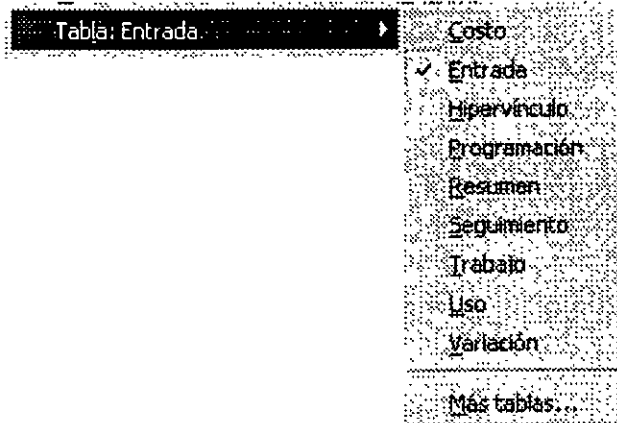 Tabla: Entrada
Costo
Entrada
Hipervínculo
Programación
Resumen
Seguimiento
Trabajo
Uso
Variación
Más tablas...